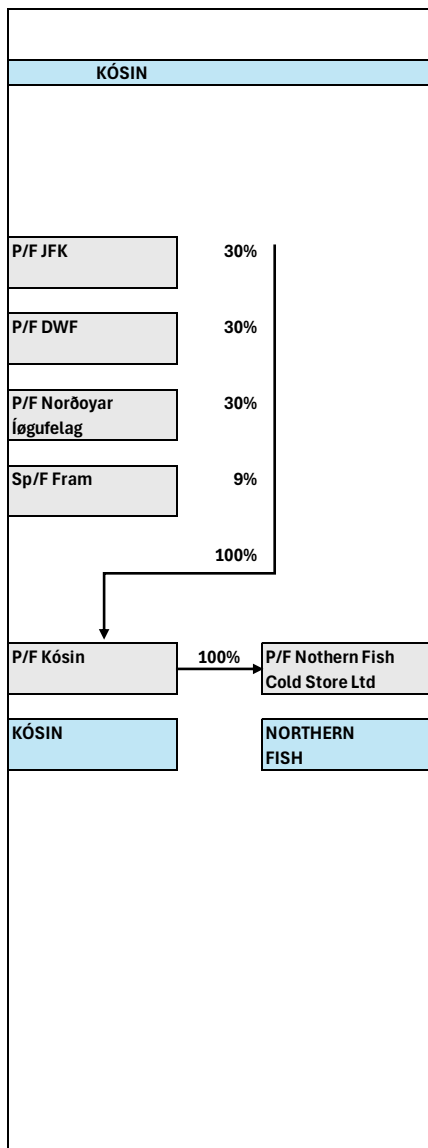 KÓSIN
P/F JFK 30%
P/F DWF 30%
P/F Norðoyar 30%
Íøgufelag
Sp/F Fram 9%
100%
P/F Kósin 100% P/F Nothern Fish
Cold Store Ltd
KÓSIN NORTHERN
FISH